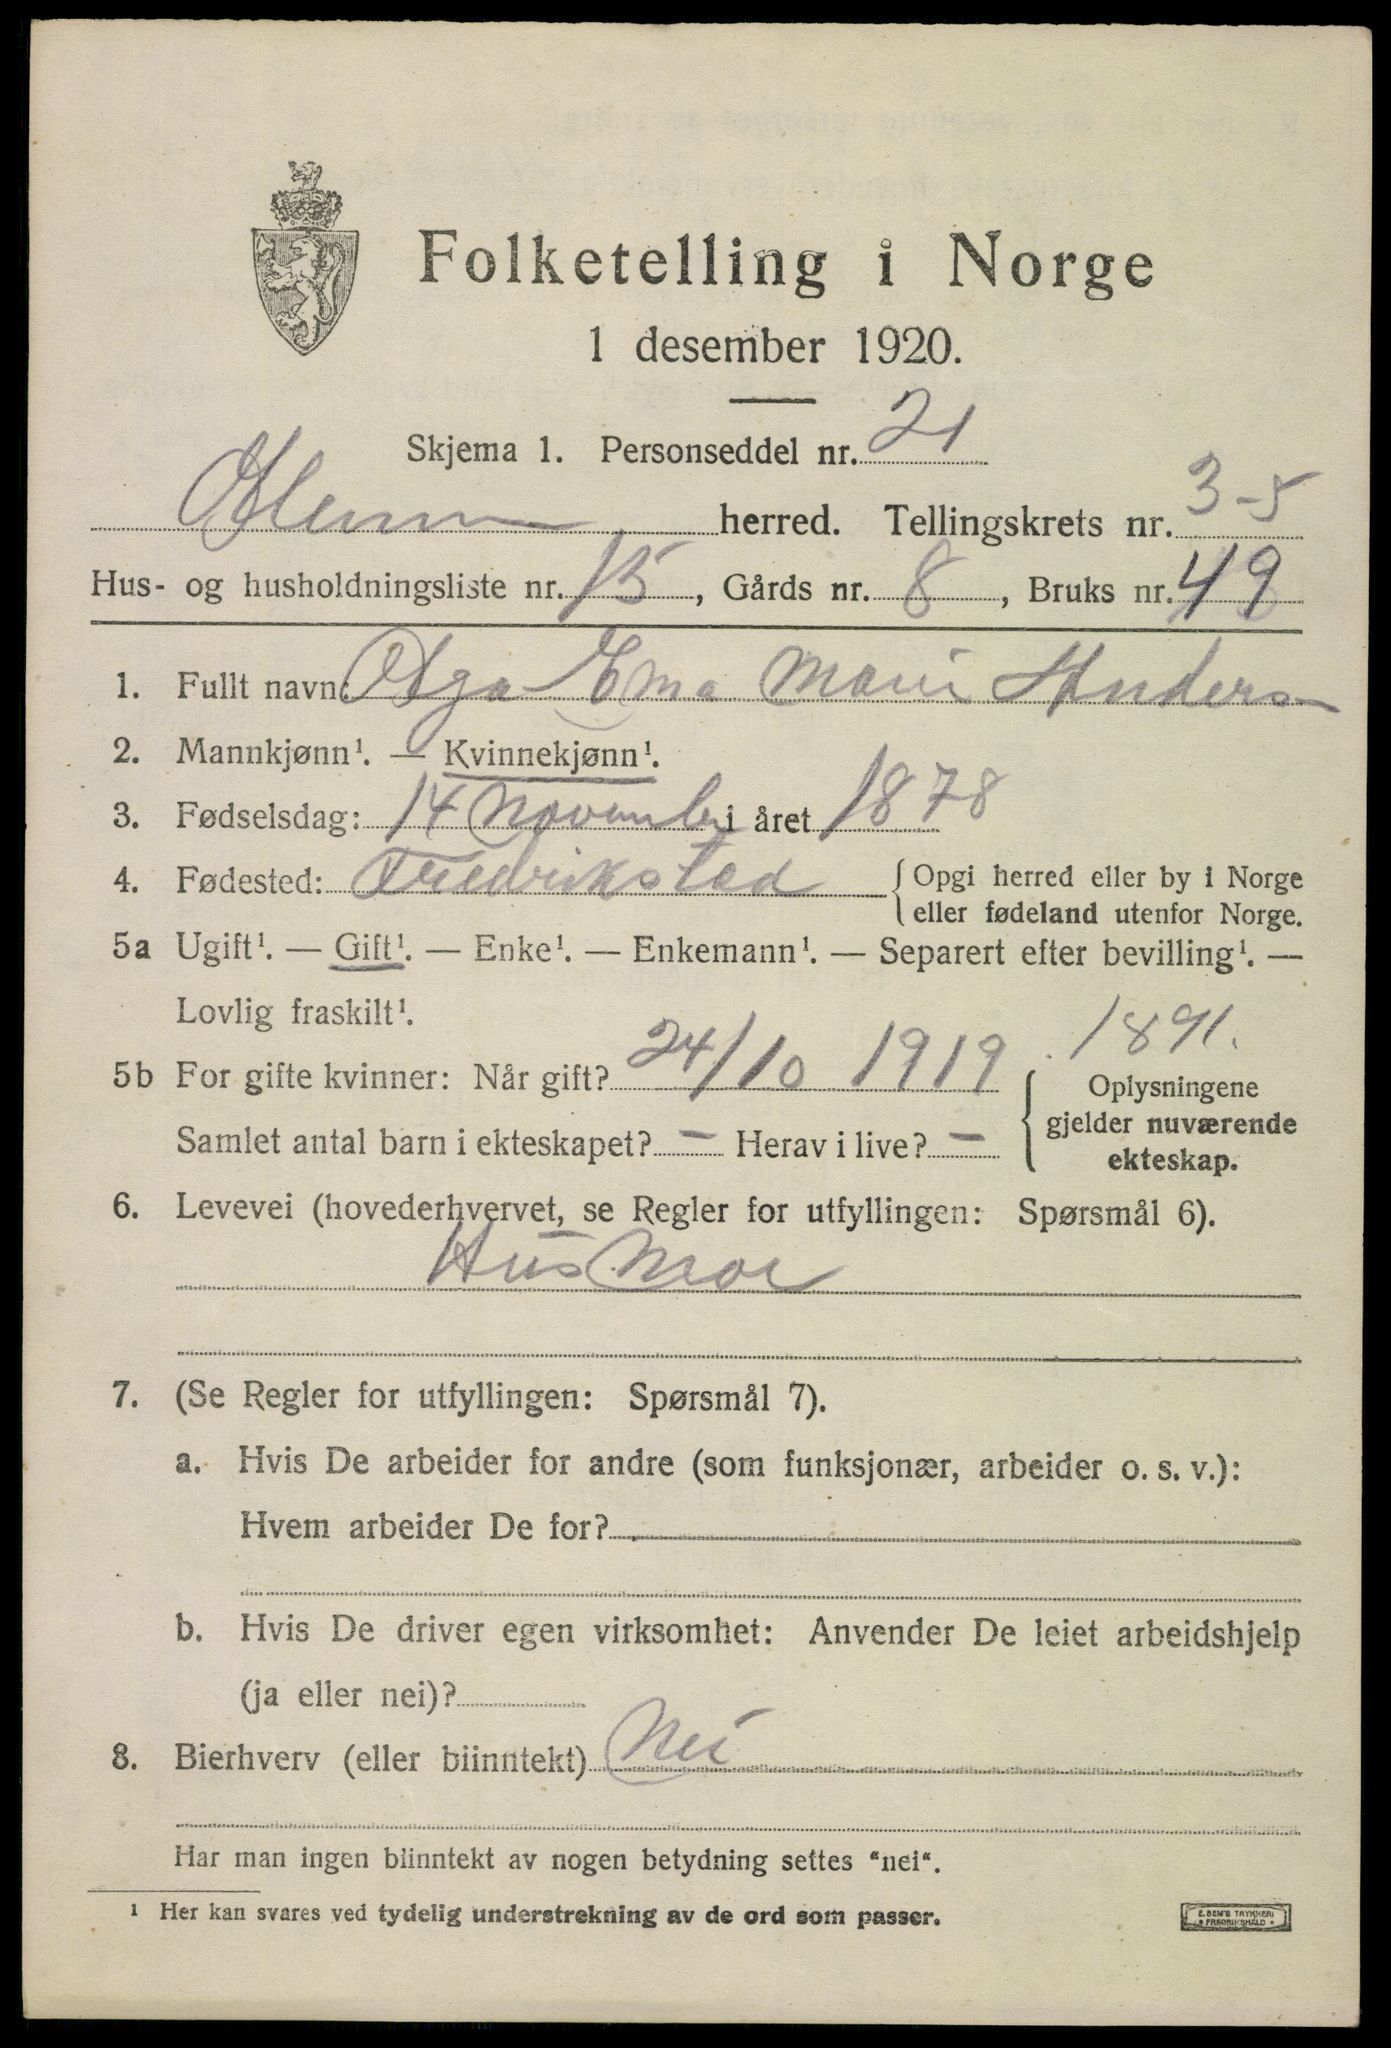 Folketelling i Norge
1 desember 1920.
Skjema 1. Personseddel nr. 21
Glemmen herred. Tellingskrets nr. 3-5
Hus- og husholdningsliste nr. 15, Gårds nr. 8, Bruks nr. 49
1. Fullt navn: Olga Ema Marie Anders
2. Mannkjønn¹. — Kvinnekjønn¹.
3. Fødselsdag: 14 November i året 1878
4. Fødested: Fredrikstad { Opgi herred eller by i Norge
eller fødeland utenfor Norge.
5a Ugift¹. — Gift¹. — Enke¹. — Enkemann¹. — Separert efter bevilling¹. —
Lovlig fraskilt¹.
1891.
5b For gifte kvinner: Når gift? 24/10 1919
Samlet antal barn i ekteskapet? — Herav i live? —
{ Oplysningene
gjelder nuværende
ekteskap.
6. Levevei (hovederhvervet, se Regler for utfyllingen: Spørsmål 6).
Husmor
7. (Se Regler for utfyllingen: Spørsmål 7).
a. Hvis De arbeider for andre (som funksjonær, arbeider o. s. v.):
Hvem arbeider De for?
b. Hvis De driver egen virksomhet: Anvender De leiet arbeidshjelp
(ja eller nei)?
8. Bierhverv (eller biinntekt) Nei
Har man ingen biinntekt av nogen betydning settes "nei".
¹ Her kan svares ved tydelig understrekning av de ord som passer.
E. SEM'S TRYKKERI
FREDRIKSHALD